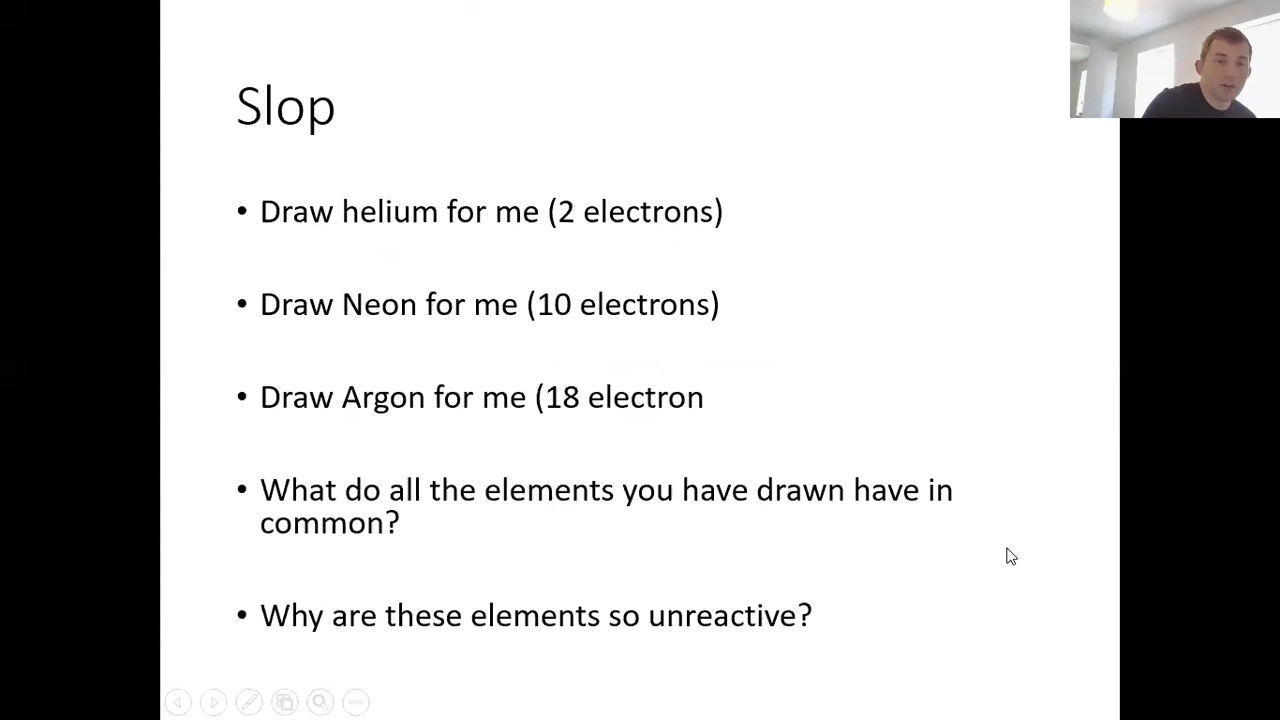 Slop
• Draw helium for me (2 electrons)
• Draw Neon for me (10 electrons)
• Draw Argon for me (18 electron
• What do all the elements you have drawn have in
common?
• Why are these elements so unreactive?